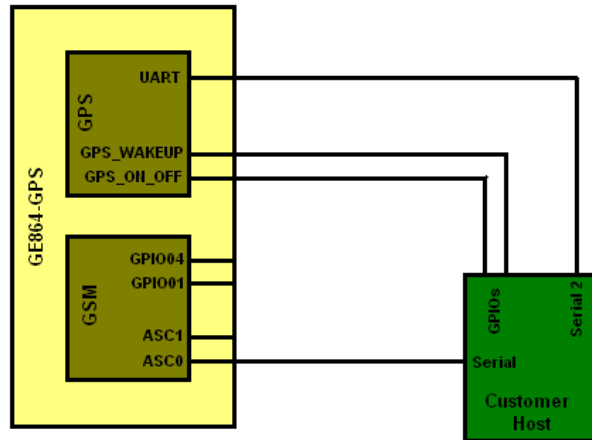 GE864-GPS
GPS
UART
GPS_WAKEUP
GPS_ON_OFF
GSM
GPIO04
GPIO01
ASC1
ASC0
GPIOs
Serial 2
Serial
Customer
Host